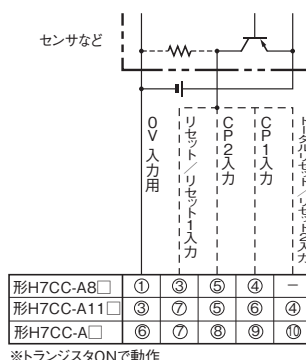 センサなど
0V 入力用
リセット／リセット1入力
CP2入力
CP1入力
トータルリセット／リセット2入力
形H7CC-A8□ ① ③ ⑤ ④ −
形H7CC-A11□ ③ ⑦ ⑤ ⑥ ④
形H7CC-A□ ⑥ ⑦ ⑧ ⑨ ⑩
※トランジスタONで動作